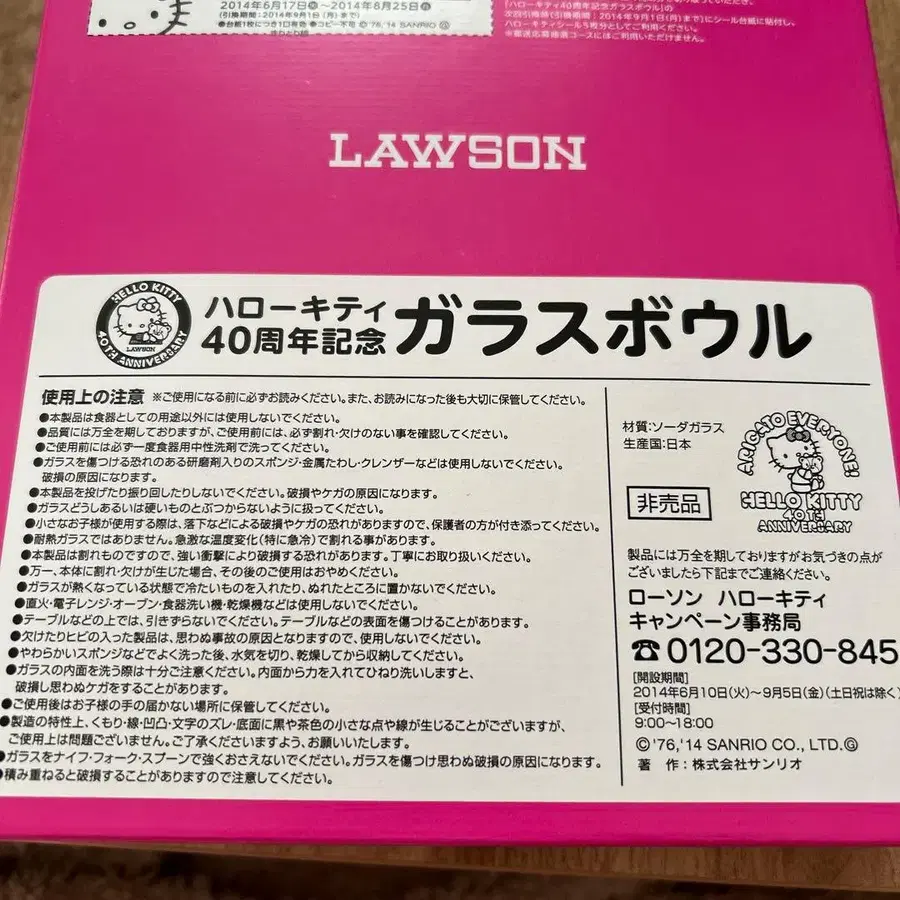 2014年6月17日㊋〜2014年8月25日㊊
(引換期間:2014年9月1日(月)まで)
●台紙1枚につき1口有効 ●コピー不可 ©'76,'14 SANRIO
きりとり線
「ハローキティ40周年記念ガラスボウル」の
次回引換時(引換期間:2014年9月1日(月)まで)にシール台紙に貼付し、
ハローキティシール5枚分としてご利用ください。
※郵送応募抽選コースにはご利用いただけません。
LAWSON
HELLO KITTY
LAWSON
40TH ANNIVERSARY
ハローキティ
40周年記念
ガラスボウル
使用上の注意 ※ご使用になる前に必ずお読みください。また、お読みになった後も大切に保管してください。
●本製品は食器としての用途以外には使用しないでください。
●品質には万全を期しておりますが、ご使用前には、必ず割れ・欠けのない事を確認してください。
●ご使用前には必ず一度食器用中性洗剤で洗ってください。
●ガラスを傷つける恐れのある研磨剤入りのスポンジ・金属たわし・クレンザーなどは使用しないでください。
破損の原因になります。
●本製品を投げたり振り回したりしないでください。破損やケガの原因になります。
●ガラスどうしあるいは硬いものとぶつからないように扱ってください。
●小さなお子様が使用する際は、落下などによる破損やケガの恐れがありますので、保護者の方が付き添ってください。
●耐熱ガラスではありません。急激な温度変化(特に急冷)で割れる事があります。
●本製品は割れものですので、強い衝撃により破損する恐れがあります。丁寧にお取り扱いください。
●万一、本体に割れ・欠けが生じた場合、その後のご使用はおやめください。
●ガラスが熱くなっている状態で冷たいものを入れたり、ぬれたところに置かないでください。
●直火・電子レンジ・オーブン・食器洗い機・乾燥機などは使用しないでください。
●テーブルなどの上では、引きずらないでください。テーブルなどの表面を傷つけることがあります。
●欠けたりヒビの入った製品は、思わぬ事故の原因となりますので、使用しないでください。
●やわらかいスポンジなどでよく洗った後、水気を切り、乾燥してから収納してください。
●ガラスの内面を洗う際は十分ご注意ください。内面から力を入れてひねり洗いしますと、
破損し思わぬケガをすることがあります。
●ご使用後はお子様の手の届かない場所に保管してください。
●製造の特性上、くもり・線・凹凸・文字のズレ・底面に黒や茶色の小さな点や線が生じることがございますが、
ご使用上は問題ございません。ご了承くださいますよう、お願いいたします。
●ガラスをナイフ・フォーク・スプーンで強くおさえないでください。ガラスを傷つけ思わぬ破損の原因になります。
●積み重ねると破損することがありますので注意してください。
材質:ソーダガラス
生産国:日本
非売品
ARIGATO EVERYONE!
HELLO KITTY
40TH
ANNIVERSARY
製品には万全を期しておりますがお気づきの点が
ございましたら下記までご連絡ください。
ローソン ハローキティ
キャンペーン事務局
☎0120-330-845
[開設期間]
2014年6月10日(火)〜9月5日(金)(土日祝は除く)
[受付時間]
9:00〜18:00
©'76,'14 SANRIO CO., LTD.Ⓖ
著 作:株式会社サンリオ